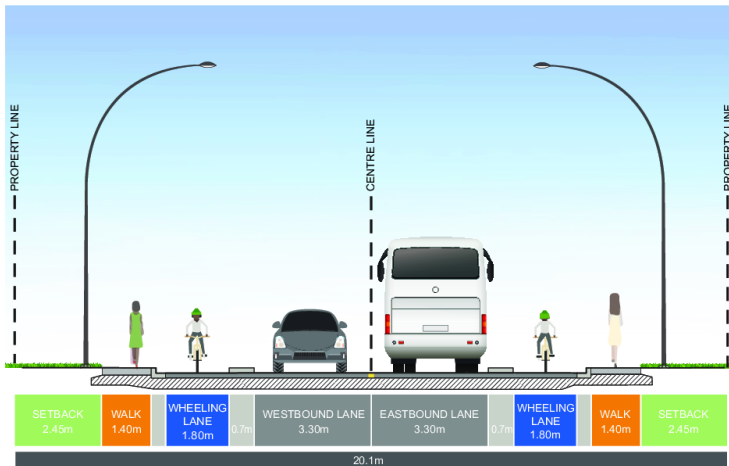 PROPERTY LINE
CENTRE LINE
PROPERTY LINE
SETBACK
2.45m
WALK
1.40m
WHEELING
LANE
1.80m
0.7m
WESTBOUND LANE
3.30m
EASTBOUND LANE
3.30m
0.7m
WHEELING
LANE
1.80m
WALK
1.40m
SETBACK
2.45m
20.1m